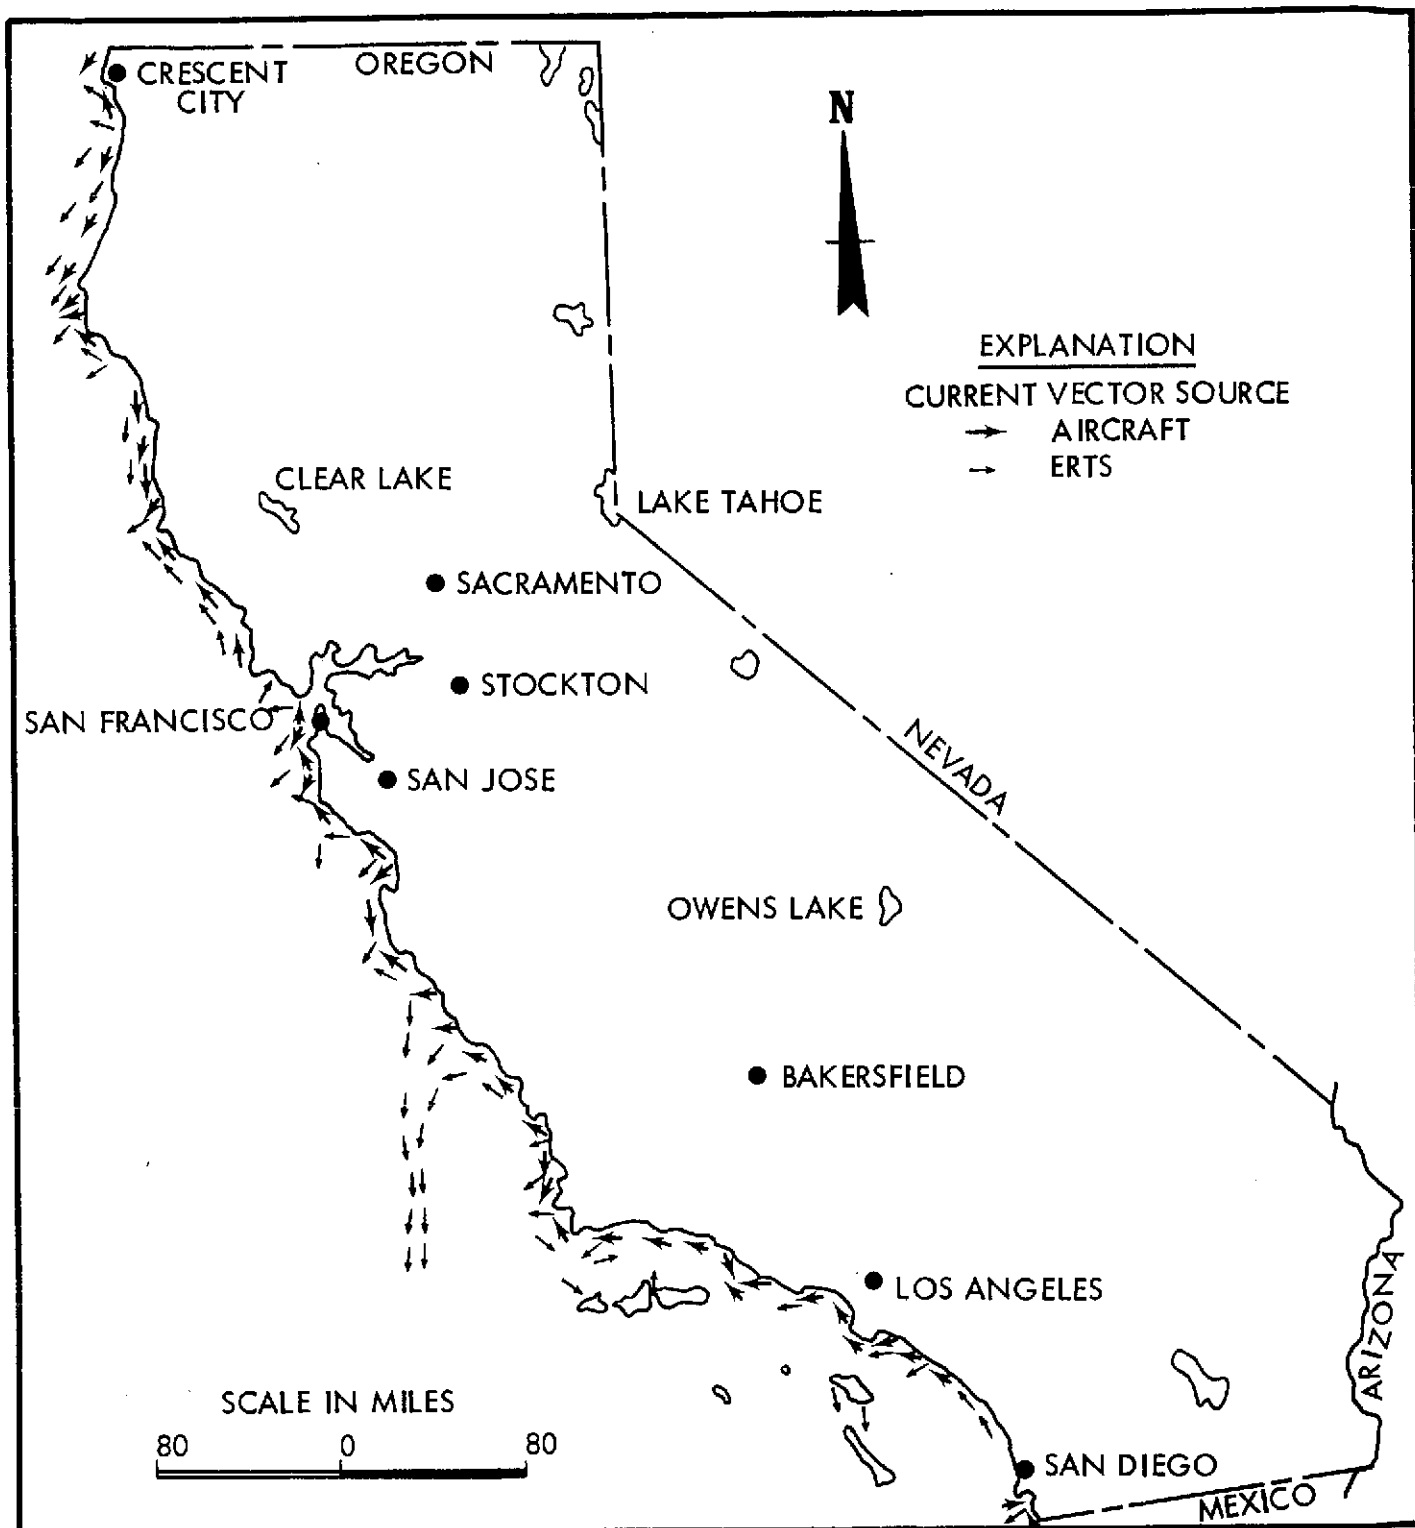 OREGON
CRESCENT
CITY
N
EXPLANATION
CURRENT VECTOR SOURCE
AIRCRAFT
ERTS
CLEAR LAKE
LAKE TAHOE
SACRAMENTO
STOCKTON
SAN FRANCISCO
SAN JOSE
NEVADA
OWENS LAKE
BAKERSFIELD
LOS ANGELES
ARIZONA
SCALE IN MILES
80 0 80
SAN DIEGO
MEXICO